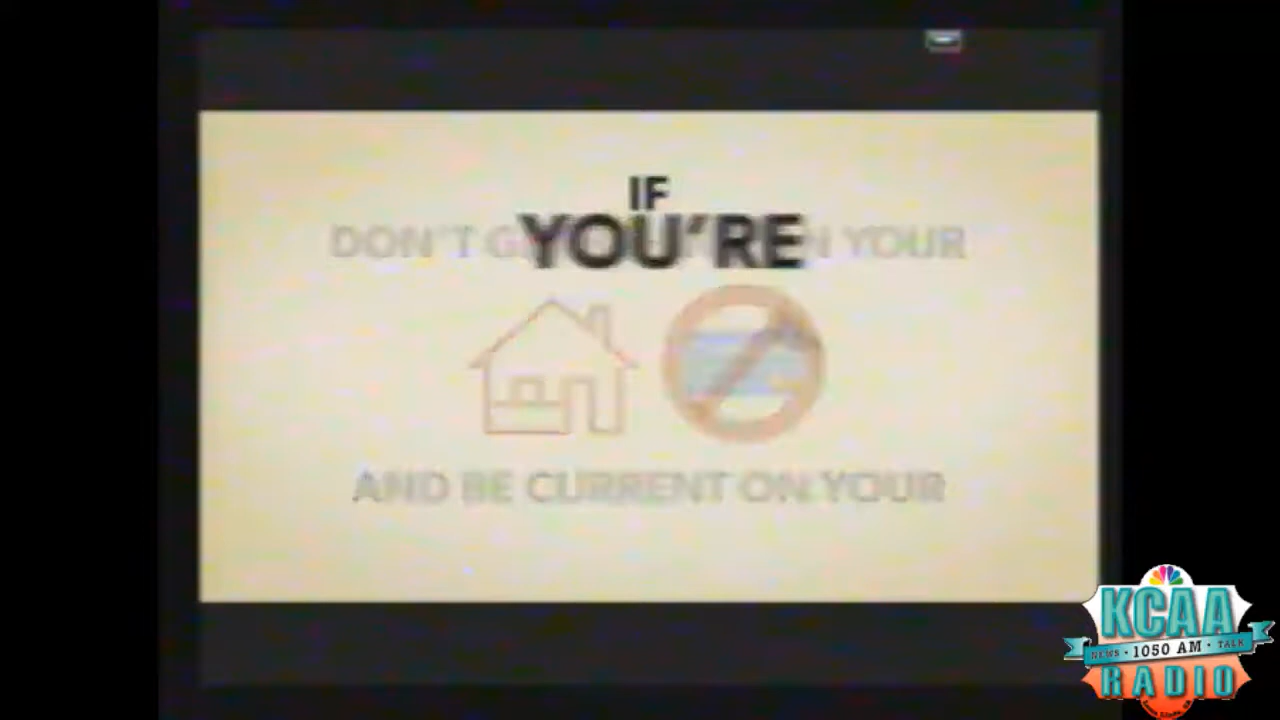 IF
DON'T
YOU'RE
YOUR
AND BE CURRENT ON YOUR
KCAA
NEWS • 1050 AM • TALK
RADIO